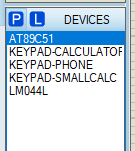 P L DEVICES
AT89C51
KEYPAD-CALCULATOR
KEYPAD-PHONE
KEYPAD-SMALLCALC
LM044L